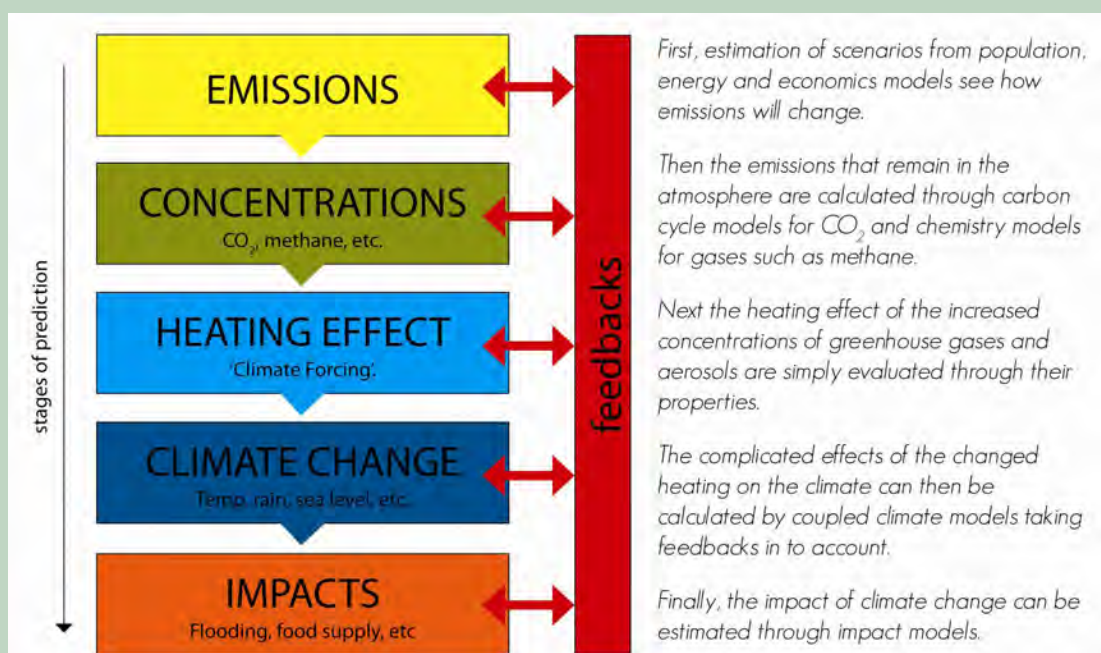 stages of prediction
EMISSIONS
CONCENTRATIONS
CO₂, methane, etc.
HEATING EFFECT
'Climate Forcing'.
CLIMATE CHANGE
Temp, rain, sea level, etc.
IMPACTS
Flooding, food supply, etc
feedbacks
First, estimation of scenarios from population,
energy and economics models see how
emissions will change.
Then the emissions that remain in the
atmosphere are calculated through carbon
cycle models for CO₂ and chemistry models
for gases such as methane.
Next the heating effect of the increased
concentrations of greenhouse gases and
aerosols are simply evaluated through their
properties.
The complicated effects of the changed
heating on the climate can then be
calculated by coupled climate models taking
feedbacks in to account.
Finally, the impact of climate change can be
estimated through impact models.